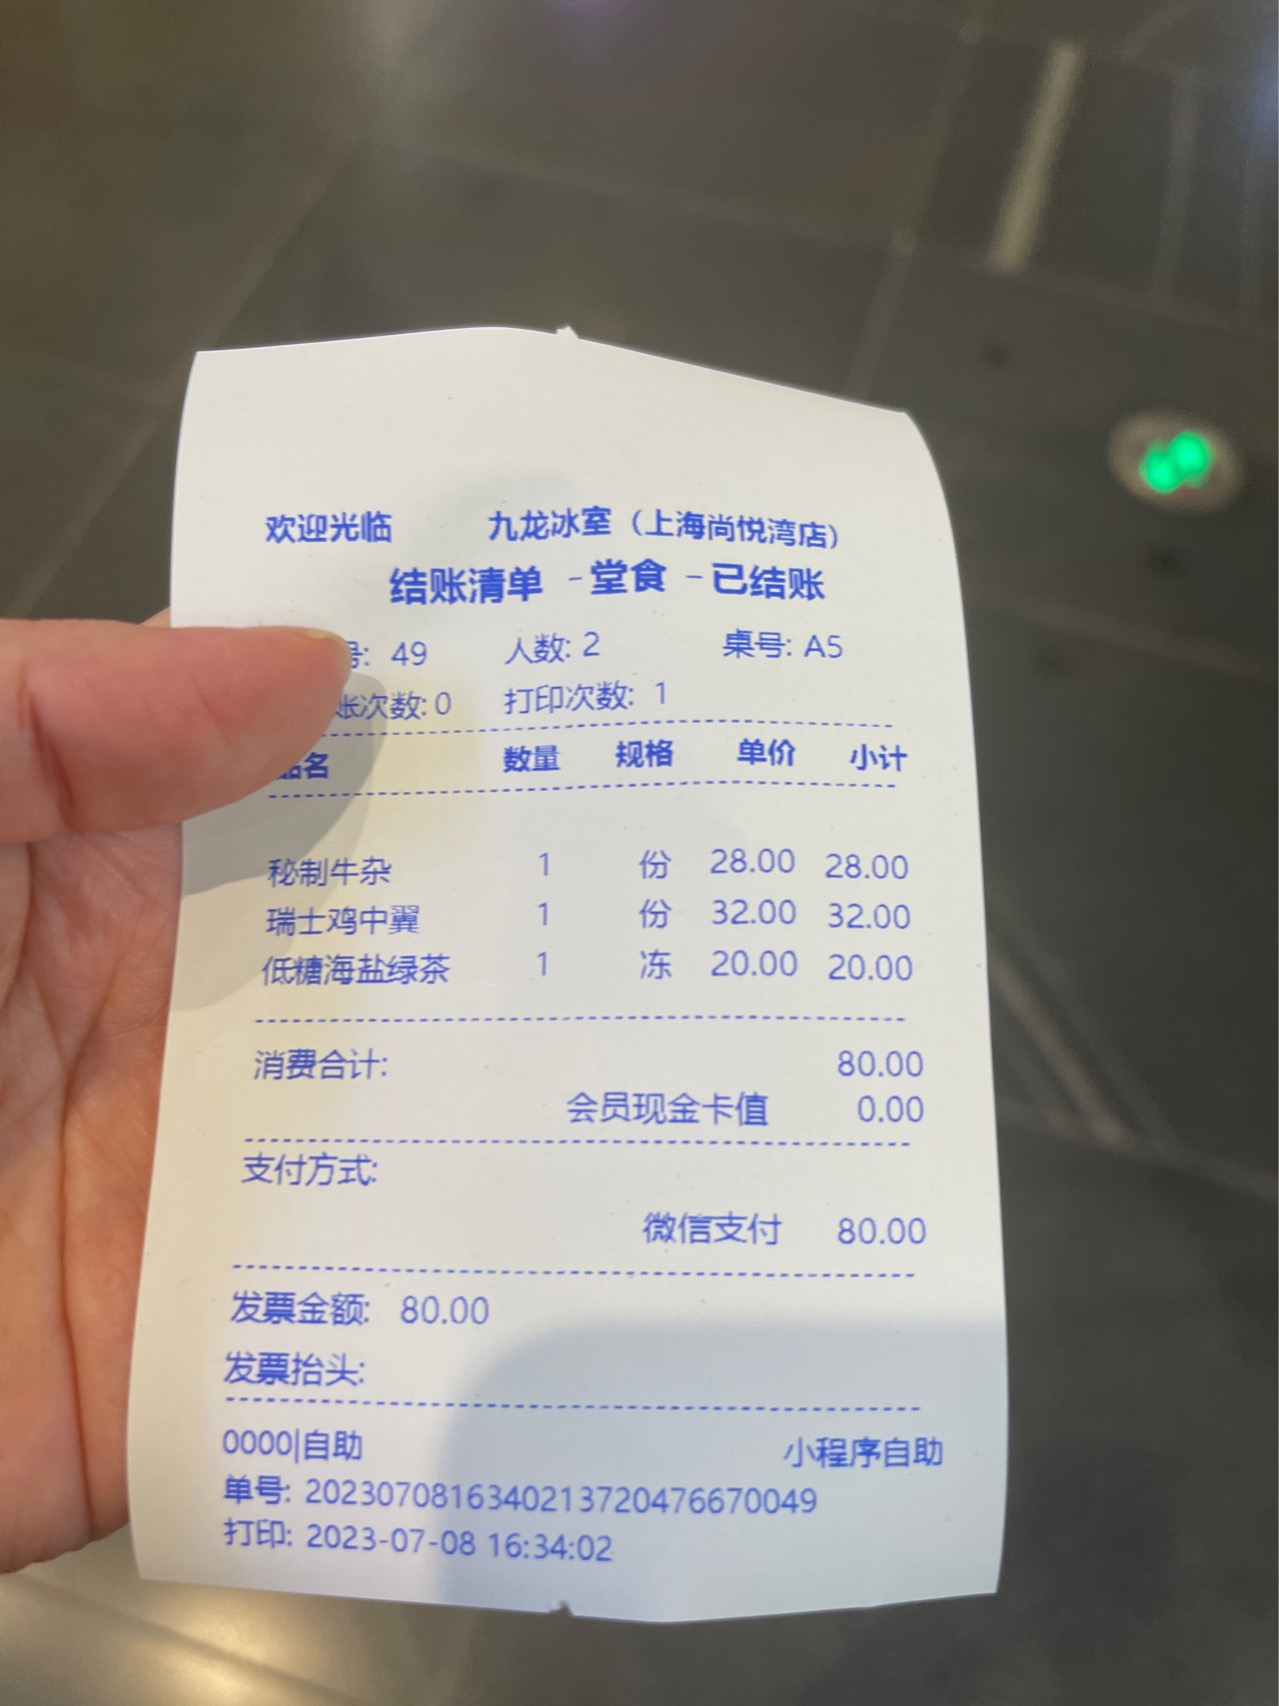 欢迎光临 九龙冰室（上海尚悦湾店）
结账清单 -堂食 -已结账
号: 49 人数: 2 桌号: A5
账次数: 0 打印次数: 1
品名 数量 规格 单价 小计
秘制牛杂 1 份 28.00 28.00
瑞士鸡中翼 1 份 32.00 32.00
低糖海盐绿茶 1 冻 20.00 20.00
消费合计: 80.00
会员现金卡值 0.00
支付方式:
微信支付 80.00
发票金额: 80.00
发票抬头:
0000|自助 小程序自助
单号: 2023070816340213720476670049
打印: 2023-07-08 16:34:02